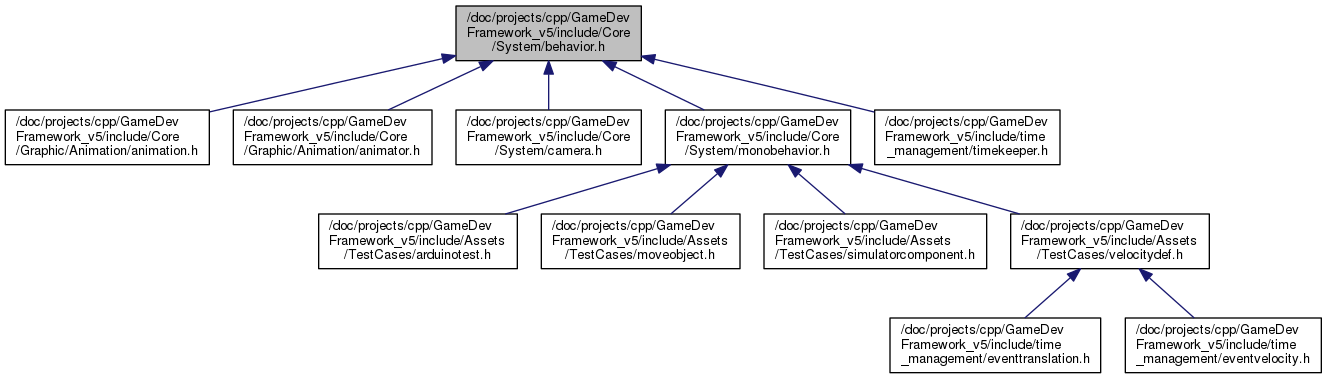 /doc/projects/cpp/GameDev
Framework_v5/include/Core
/System/behavior.h
/doc/projects/cpp/GameDev
Framework_v5/include/Core
/Graphic/Animation/animation.h
/doc/projects/cpp/GameDev
Framework_v5/include/Core
/Graphic/Animation/animator.h
/doc/projects/cpp/GameDev
Framework_v5/include/Core
/System/camera.h
/doc/projects/cpp/GameDev
Framework_v5/include/Core
/System/monobehavior.h
/doc/projects/cpp/GameDev
Framework_v5/include/time
_management/timekeeper.h
/doc/projects/cpp/GameDev
Framework_v5/include/Assets
/TestCases/arduinotest.h
/doc/projects/cpp/GameDev
Framework_v5/include/Assets
/TestCases/moveobject.h
/doc/projects/cpp/GameDev
Framework_v5/include/Assets
/TestCases/simulatorcomponent.h
/doc/projects/cpp/GameDev
Framework_v5/include/Assets
/TestCases/velocitydef.h
/doc/projects/cpp/GameDev
Framework_v5/include/time
_management/eventtranslation.h
/doc/projects/cpp/GameDev
Framework_v5/include/time
_management/eventvelocity.h